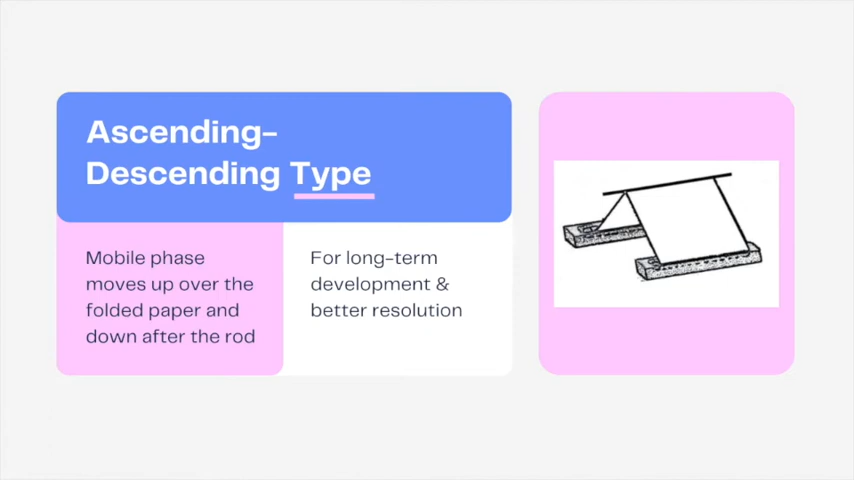 Ascending-
Descending Type
Mobile phase
moves up over the
folded paper and
down after the rod
For long-term
development &
better resolution